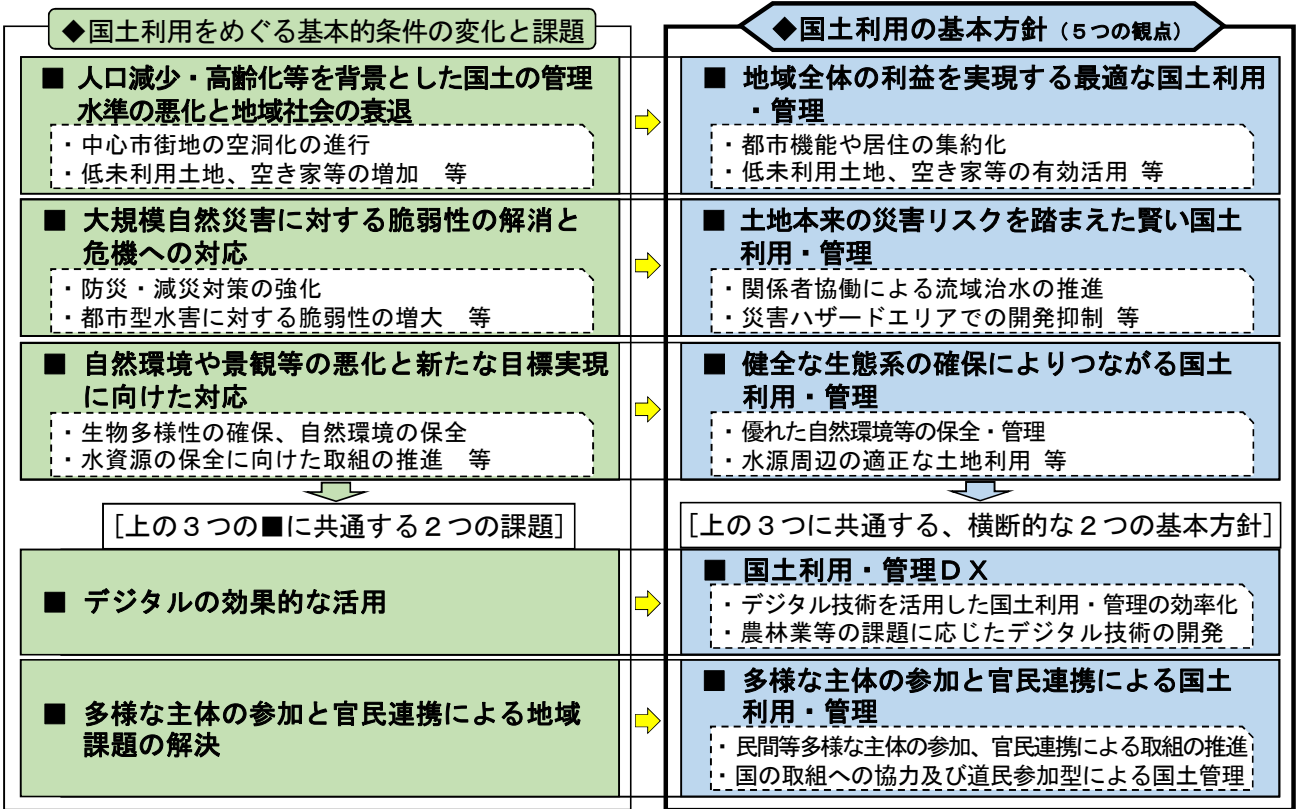 ◆国土利用をめぐる基本的条件の変化と課題
■ 人口減少・高齢化等を背景とした国土の管理
水準の悪化と地域社会の衰退
・中心市街地の空洞化の進行
・低未利用土地、空き家等の増加 等
■ 大規模自然災害に対する脆弱性の解消と
危機への対応
・防災・減災対策の強化
・都市型水害に対する脆弱性の増大 等
■ 自然環境や景観等の悪化と新たな目標実現
に向けた対応
・生物多様性の確保、自然環境の保全
・水資源の保全に向けた取組の推進 等
[上の3つの■に共通する2つの課題]
■ デジタルの効果的な活用
■ 多様な主体の参加と官民連携による地域
課題の解決
◆国土利用の基本方針(5つの観点)
■ 地域全体の利益を実現する最適な国土利用
・管理
・都市機能や居住の集約化
・低未利用土地、空き家等の有効活用 等
■ 土地本来の災害リスクを踏まえた賢い国土
利用・管理
・関係者協働による流域治水の推進
・災害ハザードエリアでの開発抑制 等
■ 健全な生態系の確保によりつながる国土
利用・管理
・優れた自然環境等の保全・管理
・水源周辺の適正な土地利用 等
[上の3つに共通する、横断的な2つの基本方針]
■ 国土利用・管理DX
・デジタル技術を活用した国土利用・管理の効率化
・農林業等の課題に応じたデジタル技術の開発
■ 多様な主体の参加と官民連携による国土
利用・管理
・民間等多様な主体の参加、官民連携による取組の推進
・国の取組への協力及び道民参加型による国土管理